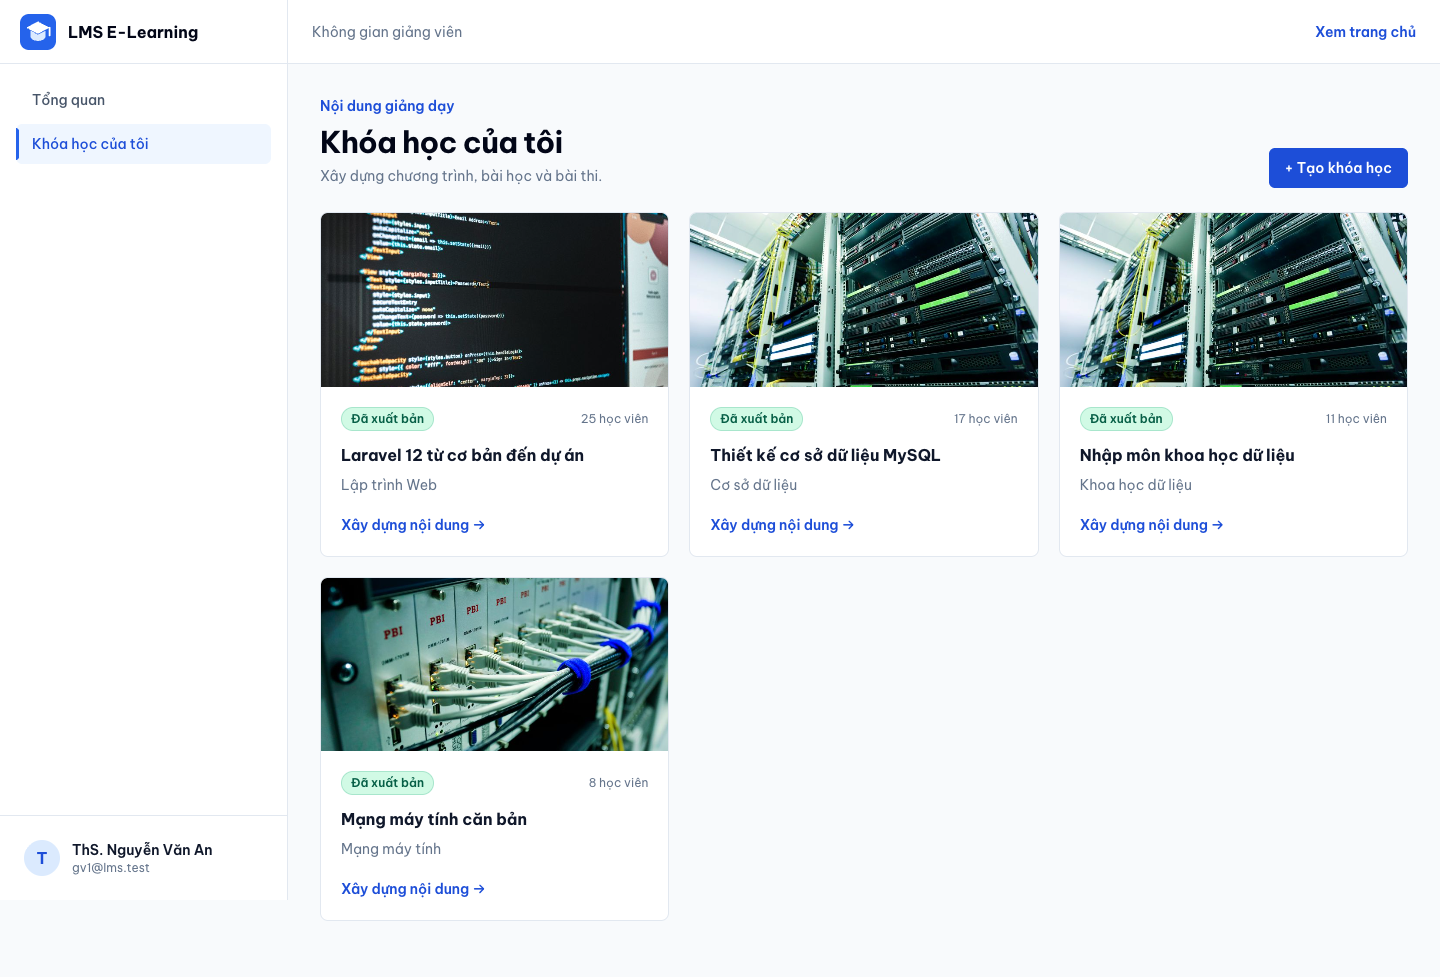 LMS E-Learning
Không gian giảng viên
Xem trang chủ
Tổng quan
Khóa học của tôi
Nội dung giảng dạy
Khóa học của tôi
Xây dựng chương trình, bài học và bài thi.
+ Tạo khóa học
Đã xuất bản
25 học viên
Laravel 12 từ cơ bản đến dự án
Lập trình Web
Xây dựng nội dung →
Đã xuất bản
17 học viên
Thiết kế cơ sở dữ liệu MySQL
Cơ sở dữ liệu
Xây dựng nội dung →
Đã xuất bản
11 học viên
Nhập môn khoa học dữ liệu
Khoa học dữ liệu
Xây dựng nội dung →
PBI
PBI
PBI
Đã xuất bản
8 học viên
Mạng máy tính căn bản
Mạng máy tính
Xây dựng nội dung →
T
ThS. Nguyễn Văn An
gv1@lms.test